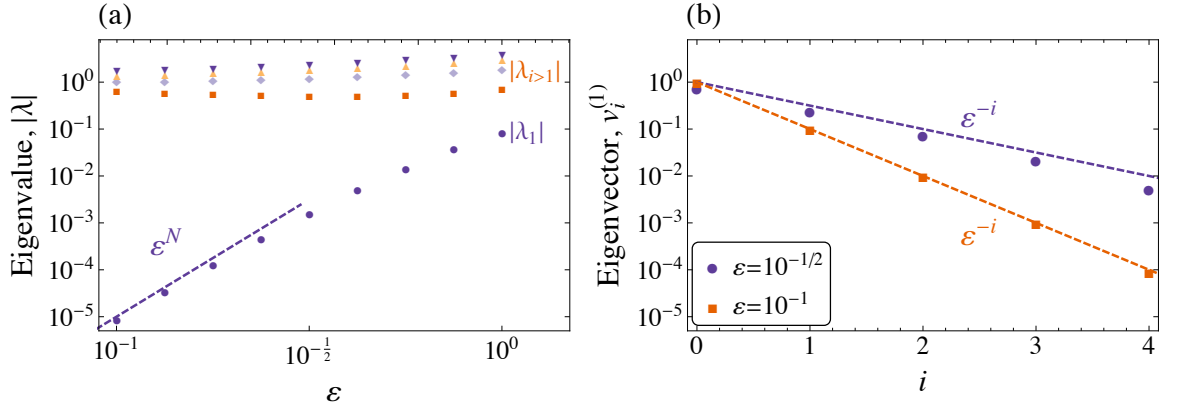 (a)
Eigenvalue, |λ|
10^0
10^{-1}
10^{-2}
10^{-3}
10^{-4}
10^{-5}
|λ_{i>1}|
|λ_1|
ε^N
10^{-1}
10^{-\frac{1}{2}}
10^0
ε
(b)
Eigenvector, v_i^{(1)}
10^0
10^{-1}
10^{-2}
10^{-3}
10^{-4}
10^{-5}
ε^{-i}
ε^{-i}
ε=10^{-1/2}
ε=10^{-1}
0 1 2 3 4
i